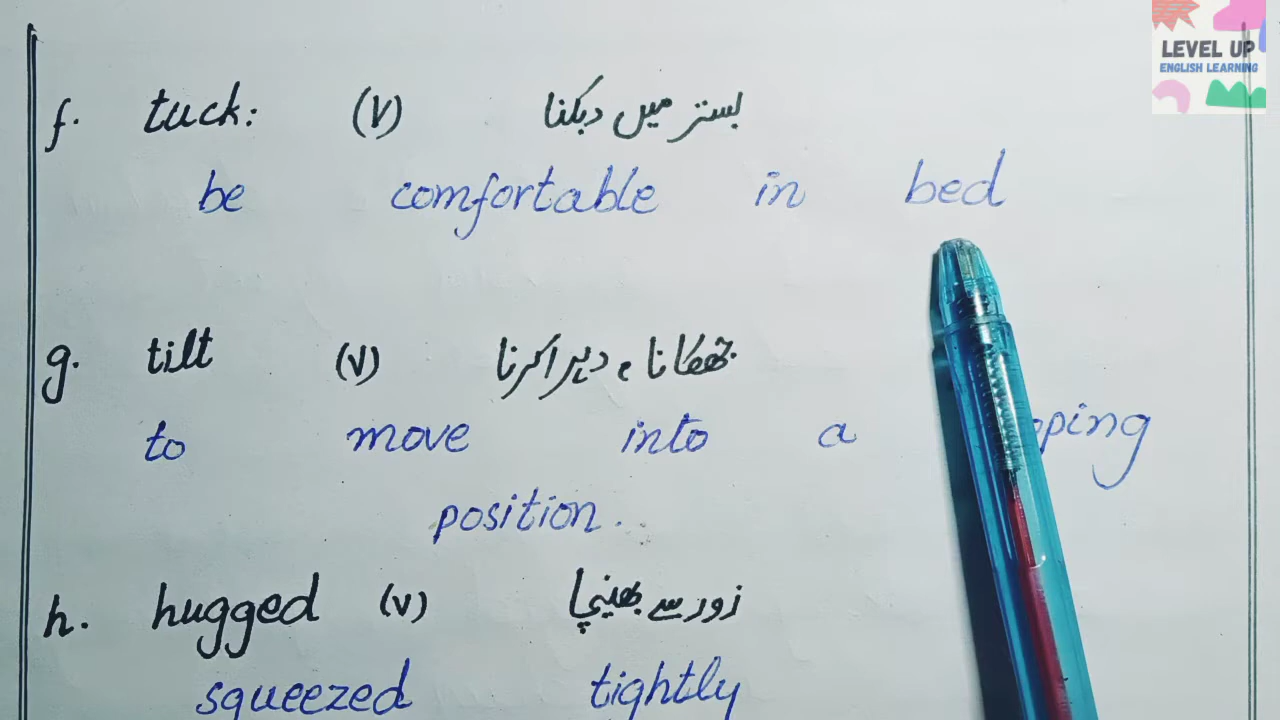 LEVEL UP
ENGLISH LEARNING
f. tuck: (V) بستر میں دبکنا
be comfortable in bed
g. tilt (V) جھکانا، دہرا کرنا
to move into a
position.
h. hugged (V) زور سے بھینچا
squeezed tightly